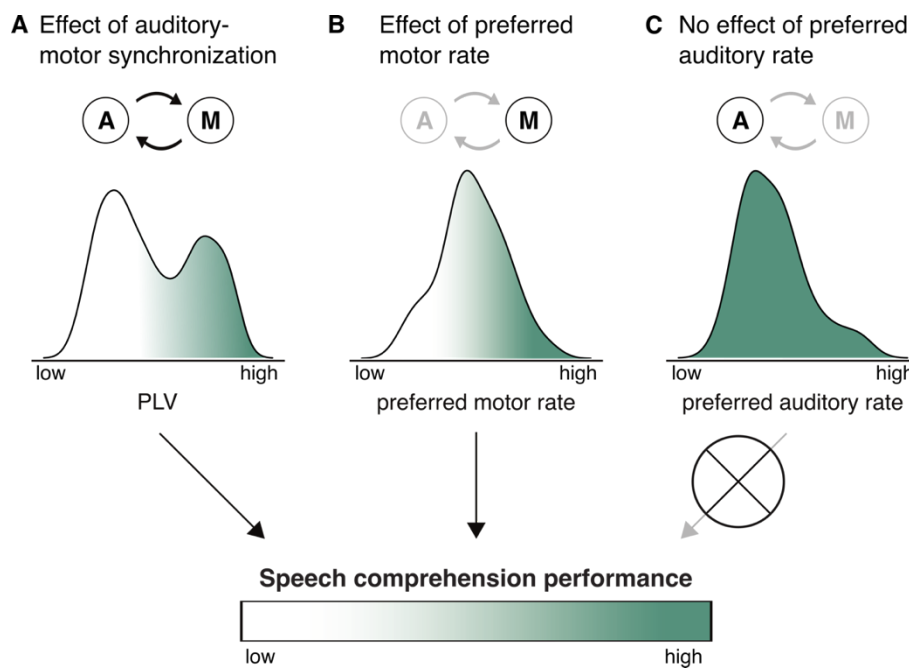 A Effect of auditory-
motor synchronization
A M
low high
PLV
B Effect of preferred
motor rate
A M
low high
preferred motor rate
C No effect of preferred
auditory rate
A M
low high
preferred auditory rate
Speech comprehension performance
low high